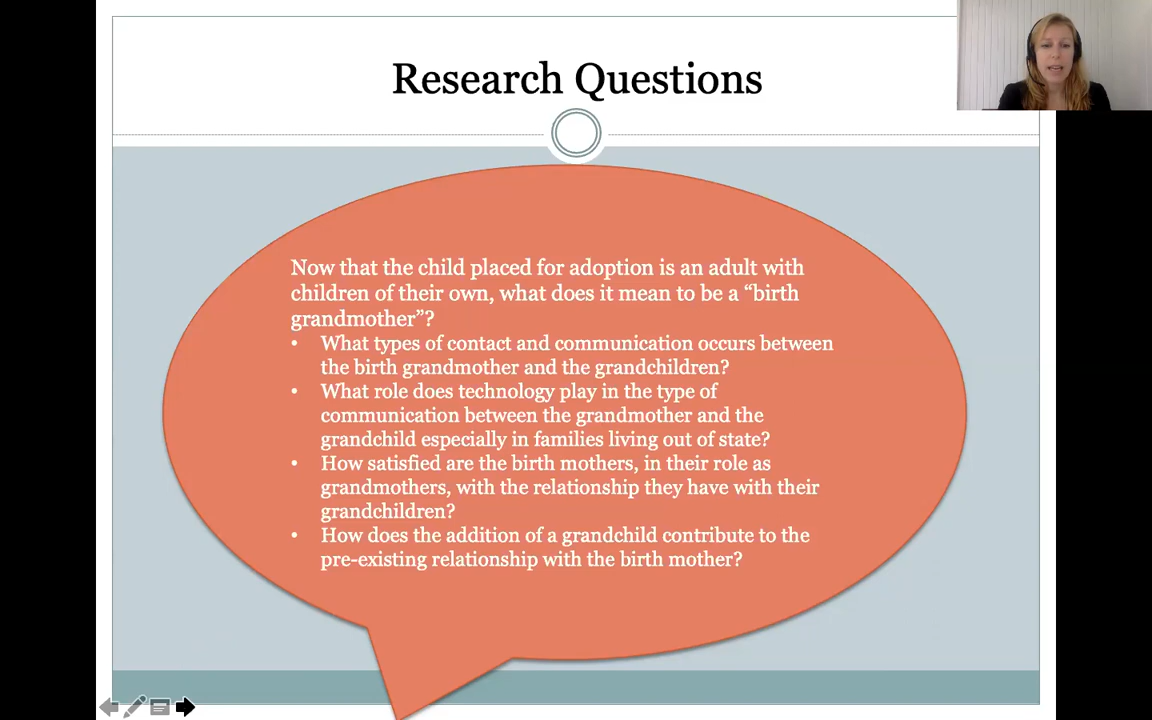 Research Questions
Now that the child placed for adoption is an adult with
children of their own, what does it mean to be a “birth
grandmother”?
• What types of contact and communication occurs between
the birth grandmother and the grandchildren?
• What role does technology play in the type of
communication between the grandmother and the
grandchild especially in families living out of state?
• How satisfied are the birth mothers, in their role as
grandmothers, with the relationship they have with their
grandchildren?
• How does the addition of a grandchild contribute to the
pre-existing relationship with the birth mother?